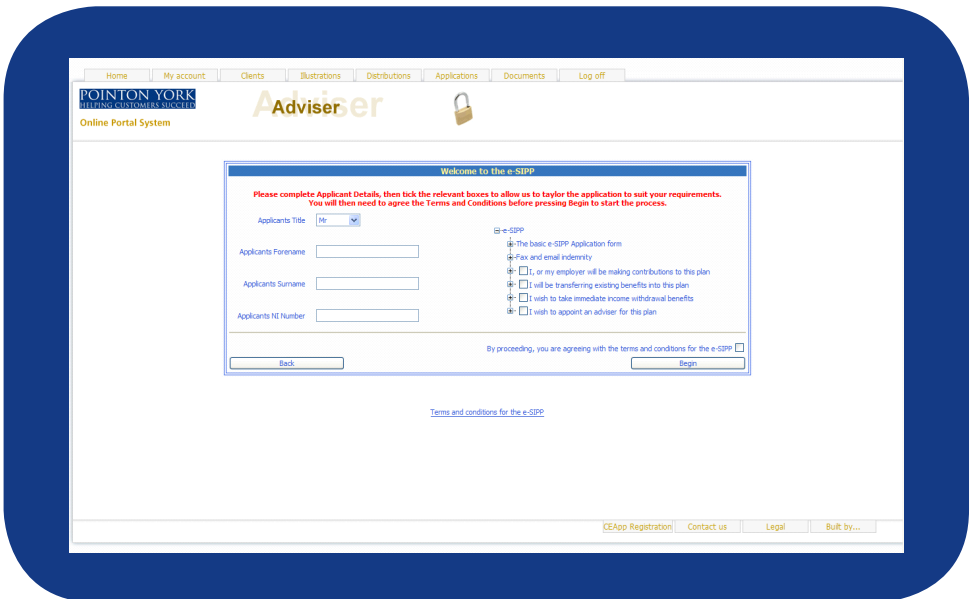 Home My account Clients Illustrations Distributions Applications Documents Log off
POINTON YORK
HELPING CUSTOMERS SUCCEED
Online Portal System
Adviser
Adviser
Welcome to the e-SIPP
Please complete Applicant Details, then tick the relevant boxes to allow us to taylor the application to suit your requirements.
You will then need to agree the Terms and Conditions before pressing Begin to start the process.
Applicants Title Mr
Applicants Forename
Applicants Surname
Applicants NI Number
e-SIPP
The basic e-SIPP Application form
Fax and email indemnity
I, or my employer will be making contributions to this plan
I will be transferring existing benefits into this plan
I wish to take immediate income withdrawal benefits
I wish to appoint an adviser for this plan
By proceeding, you are agreeing with the terms and conditions for the e-SIPP
Back Begin
Terms and conditions for the e-SIPP
CEApp Registration Contact us Legal Built by...